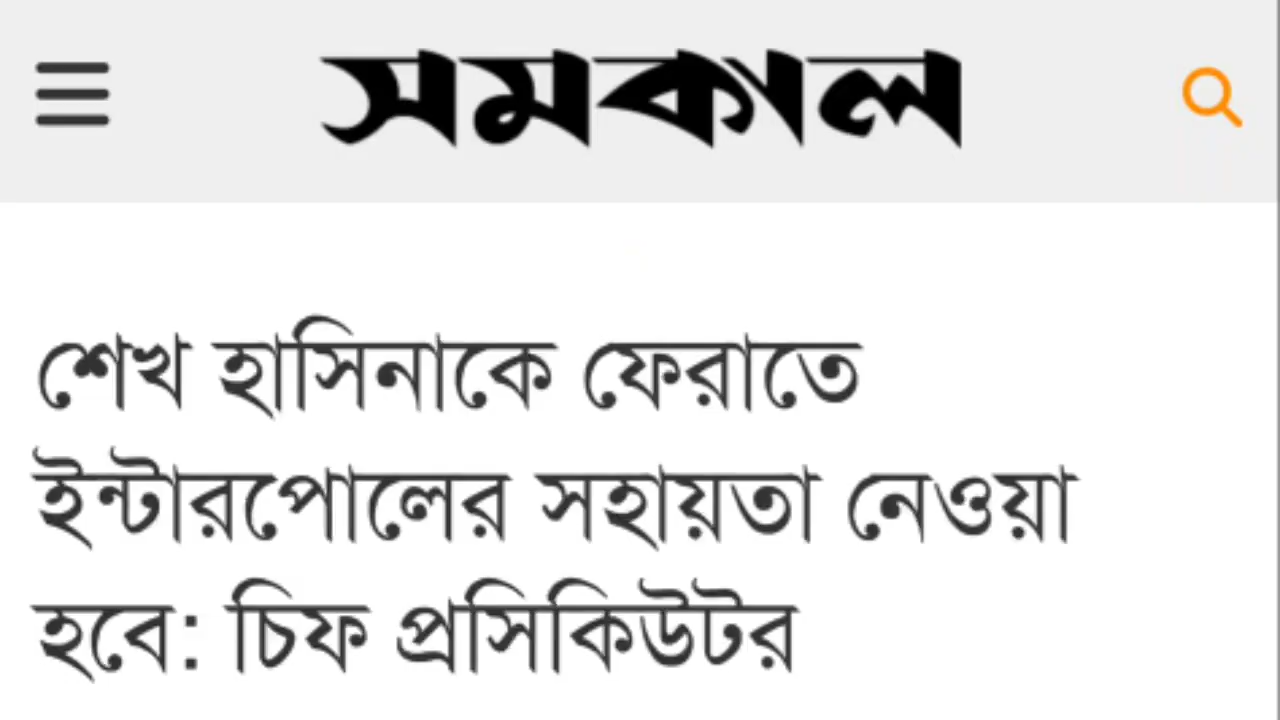 সমকাল
শেখ হাসিনাকে ফেরাতে
ইন্টারপোলের সহায়তা নেওয়া
হবে: চিফ প্রসিকিউটর